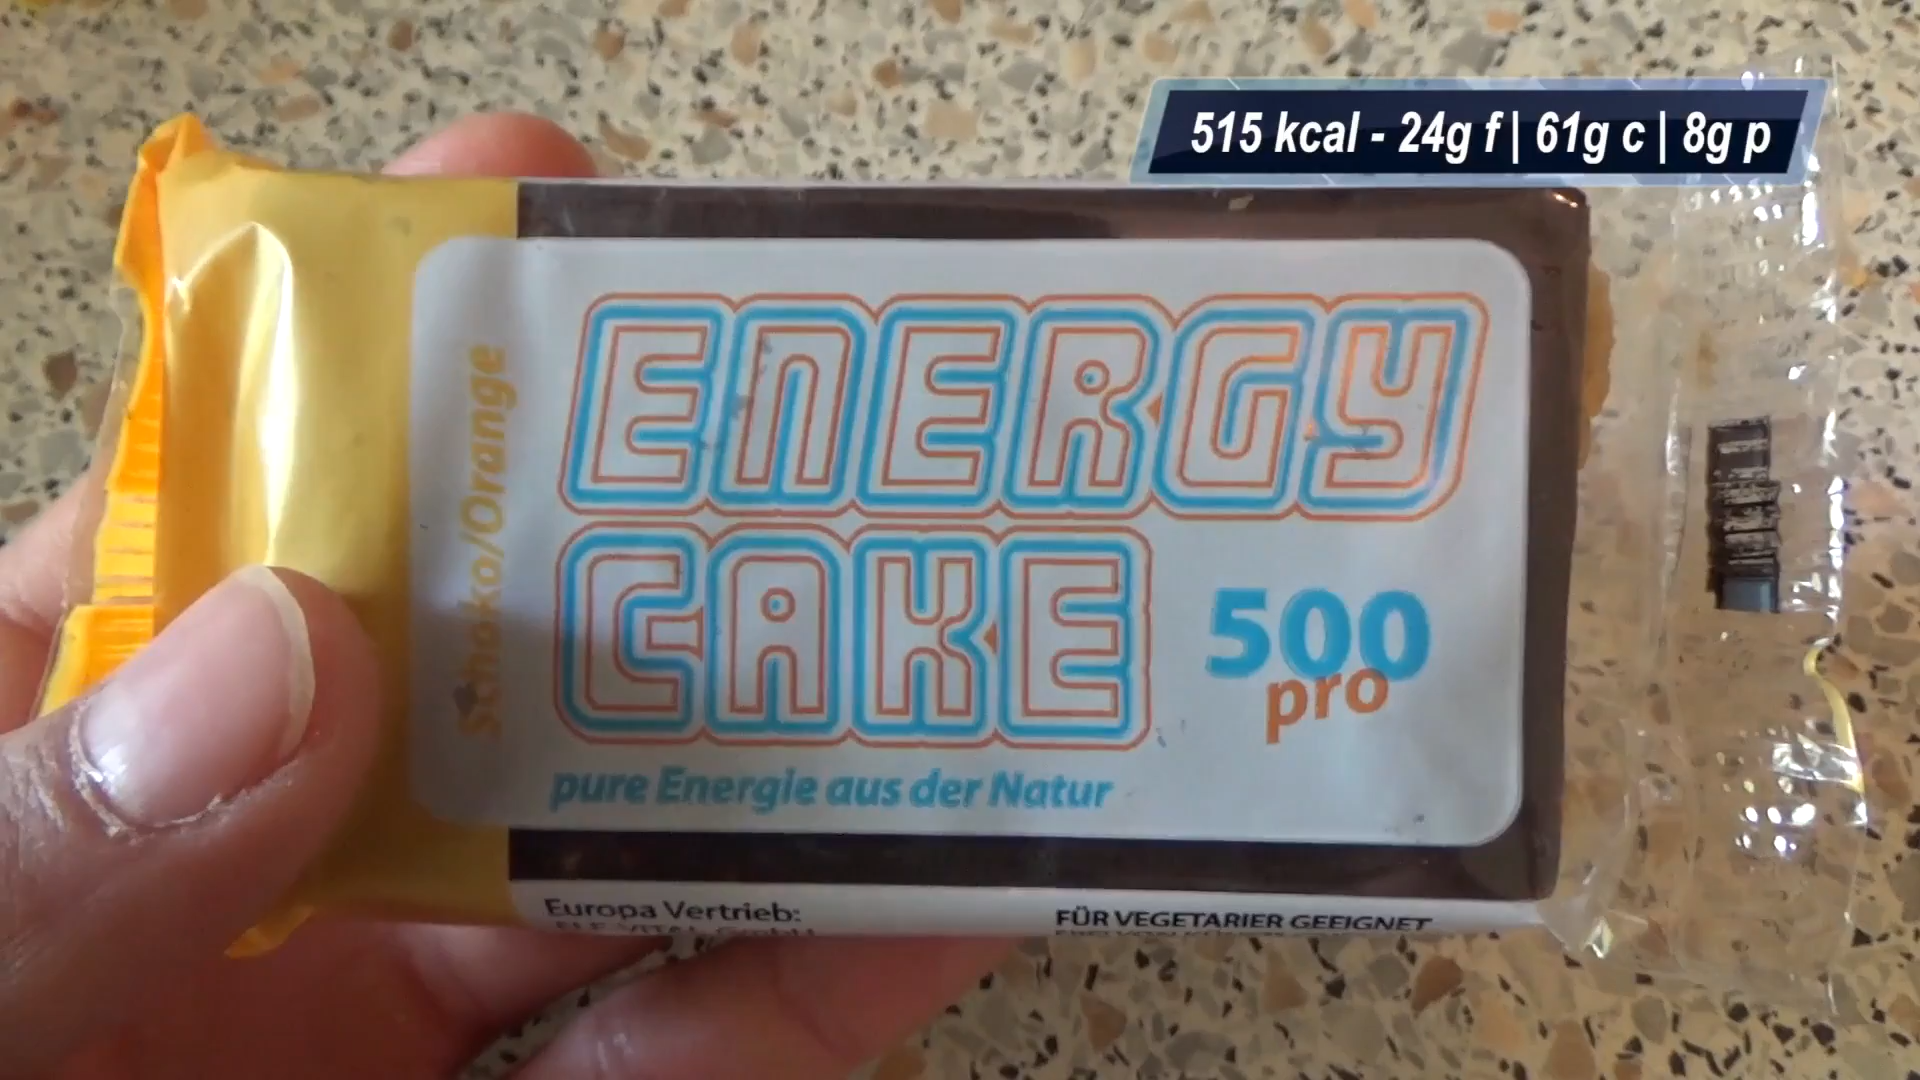 515 kcal - 24g f | 61g c | 8g p
Schoko/Orange
ENERGY
CAKE
500
pro
pure Energie aus der Natur
Europa Vertrieb:
FÜR VEGETARIER GEEIGNET